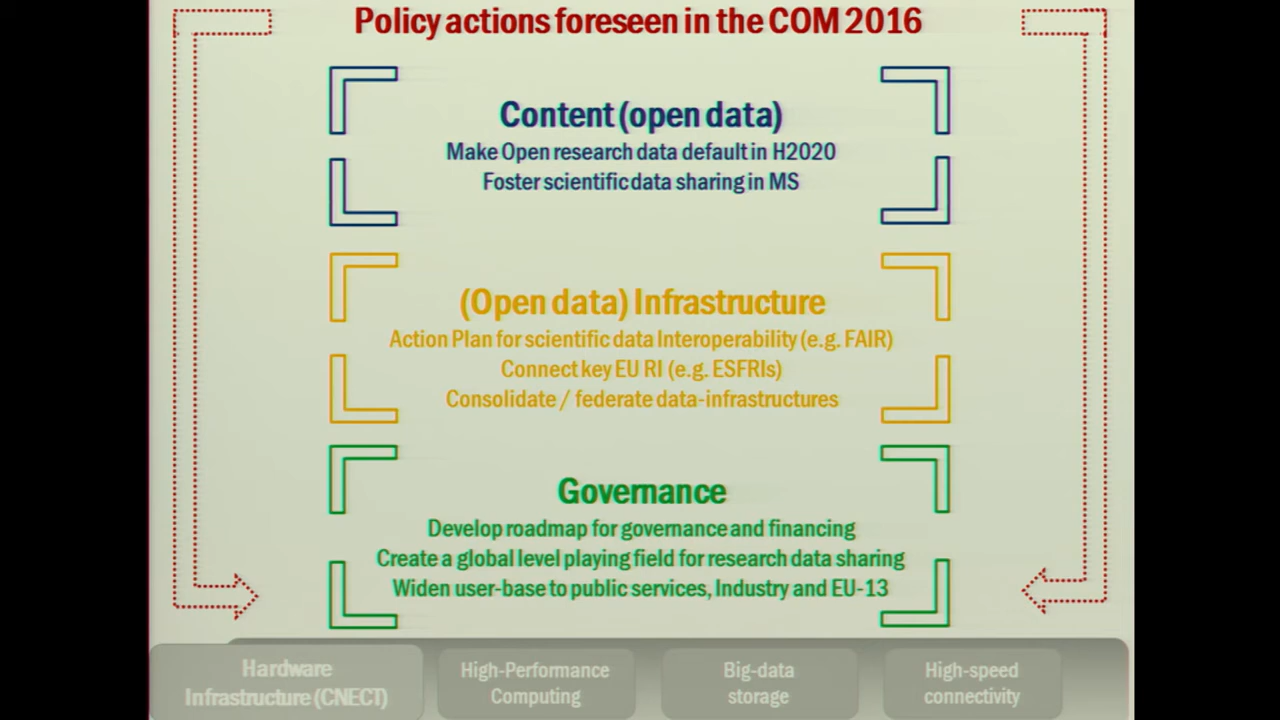 Policy actions foreseen in the COM 2016
Content (open data)
Make Open research data default in H2020
Foster scientific data sharing in MS
(Open data) Infrastructure
Action Plan for scientific data Interoperability (e.g. FAIR)
Connect key EU RI (e.g. ESFRIs)
Consolidate / federate data-infrastructures
Governance
Develop roadmap for governance and financing
Create a global level playing field for research data sharing
Widen user-base to public services, Industry and EU-13
Hardware
Infrastructure (CNECT)
High-Performance
Computing
Big-data
storage
High-speed
connectivity